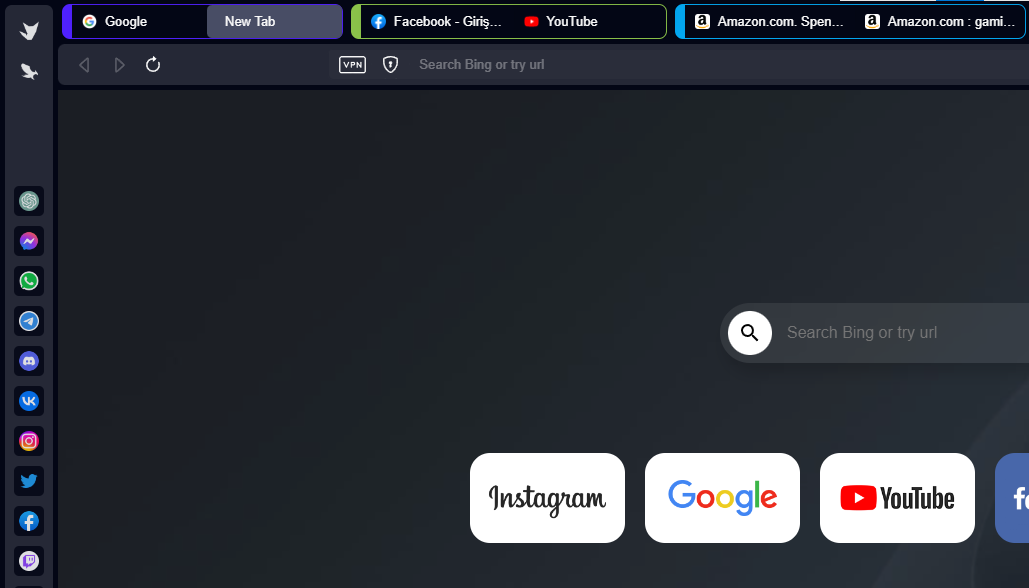 Google
New Tab
Facebook - Giriş...
YouTube
Amazon.com. Spen...
Amazon.com : gami...
VPN
Search Bing or try url
Search Bing or try url
Instagram
Google
YouTube